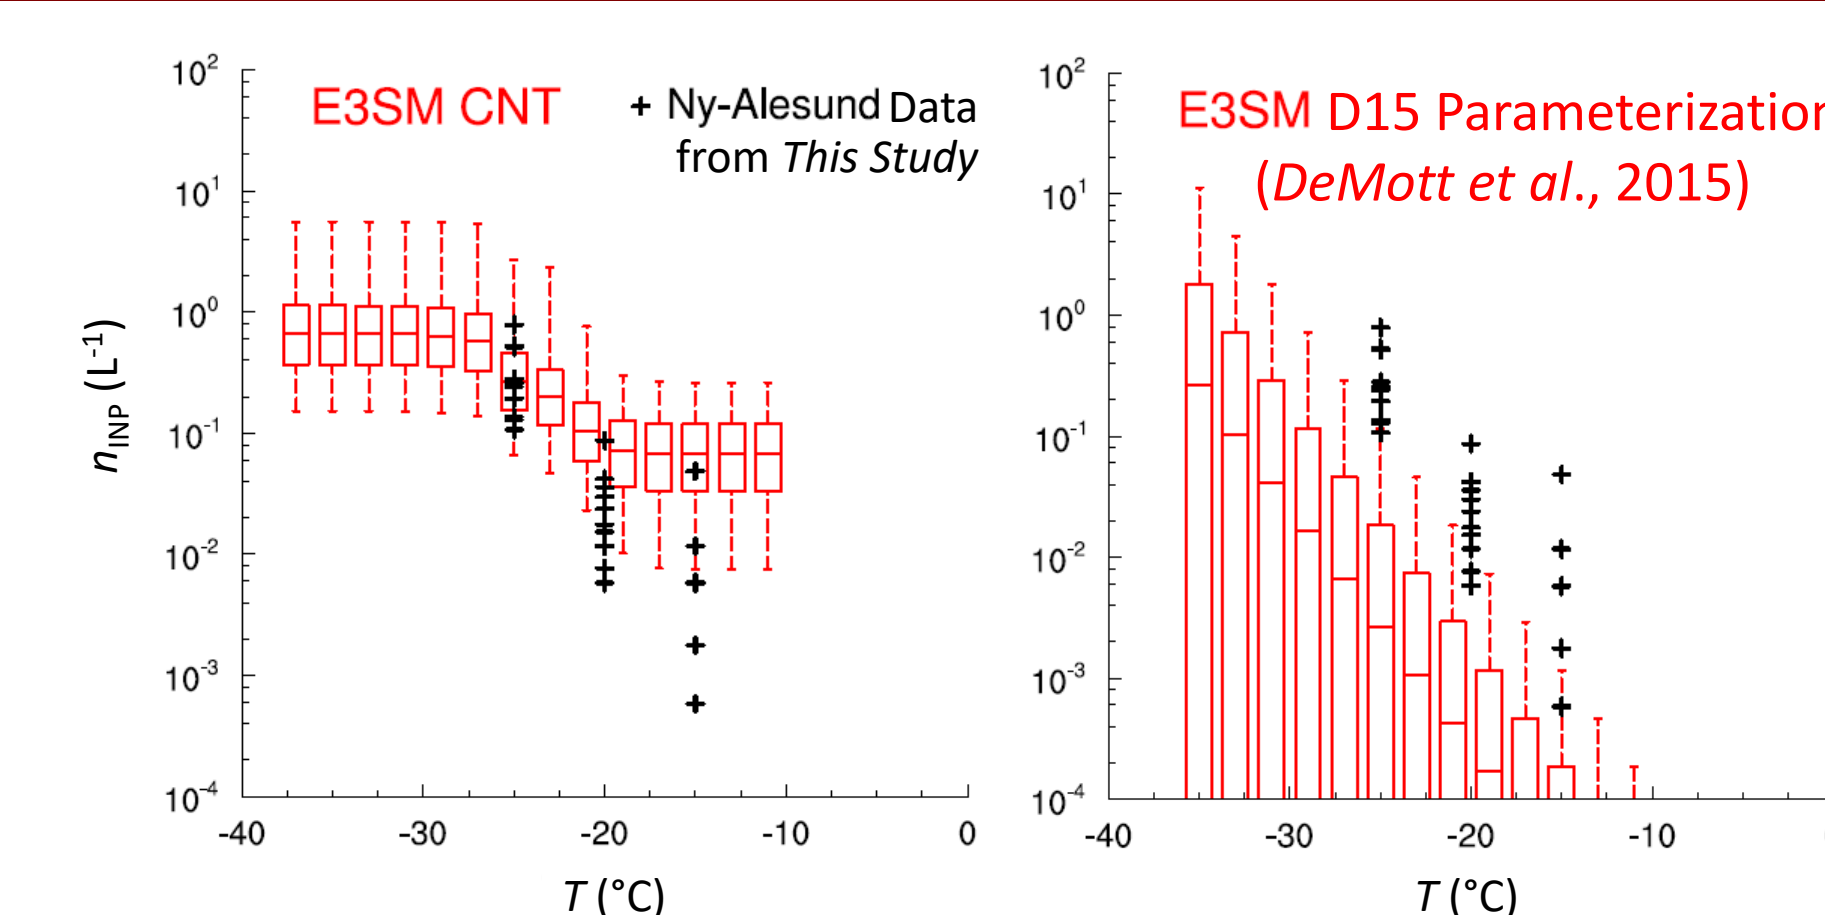 E3SM CNT
+ Ny-Alesund Data
from This Study
10² 10¹ 10⁰ 10⁻¹ 10⁻² 10⁻³ 10⁻⁴
n_INP (L⁻¹)
-40 -30 -20 -10 0
T (°C)
E3SM D15 Parameterization
(DeMott et al., 2015)
10² 10¹ 10⁰ 10⁻¹ 10⁻² 10⁻³ 10⁻⁴
-40 -30 -20 -10
T (°C)